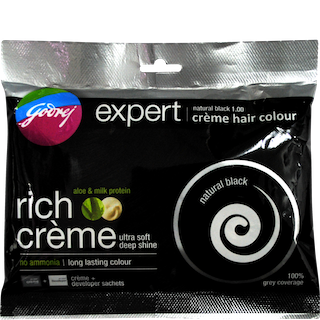 Godrej
expert
natural black 1.00
crème hair colour
aloe & milk protein
rich
crème
ultra soft
deep shine
no ammonia | long lasting colour
crème +
developer sachets
natural black
100%
grey coverage